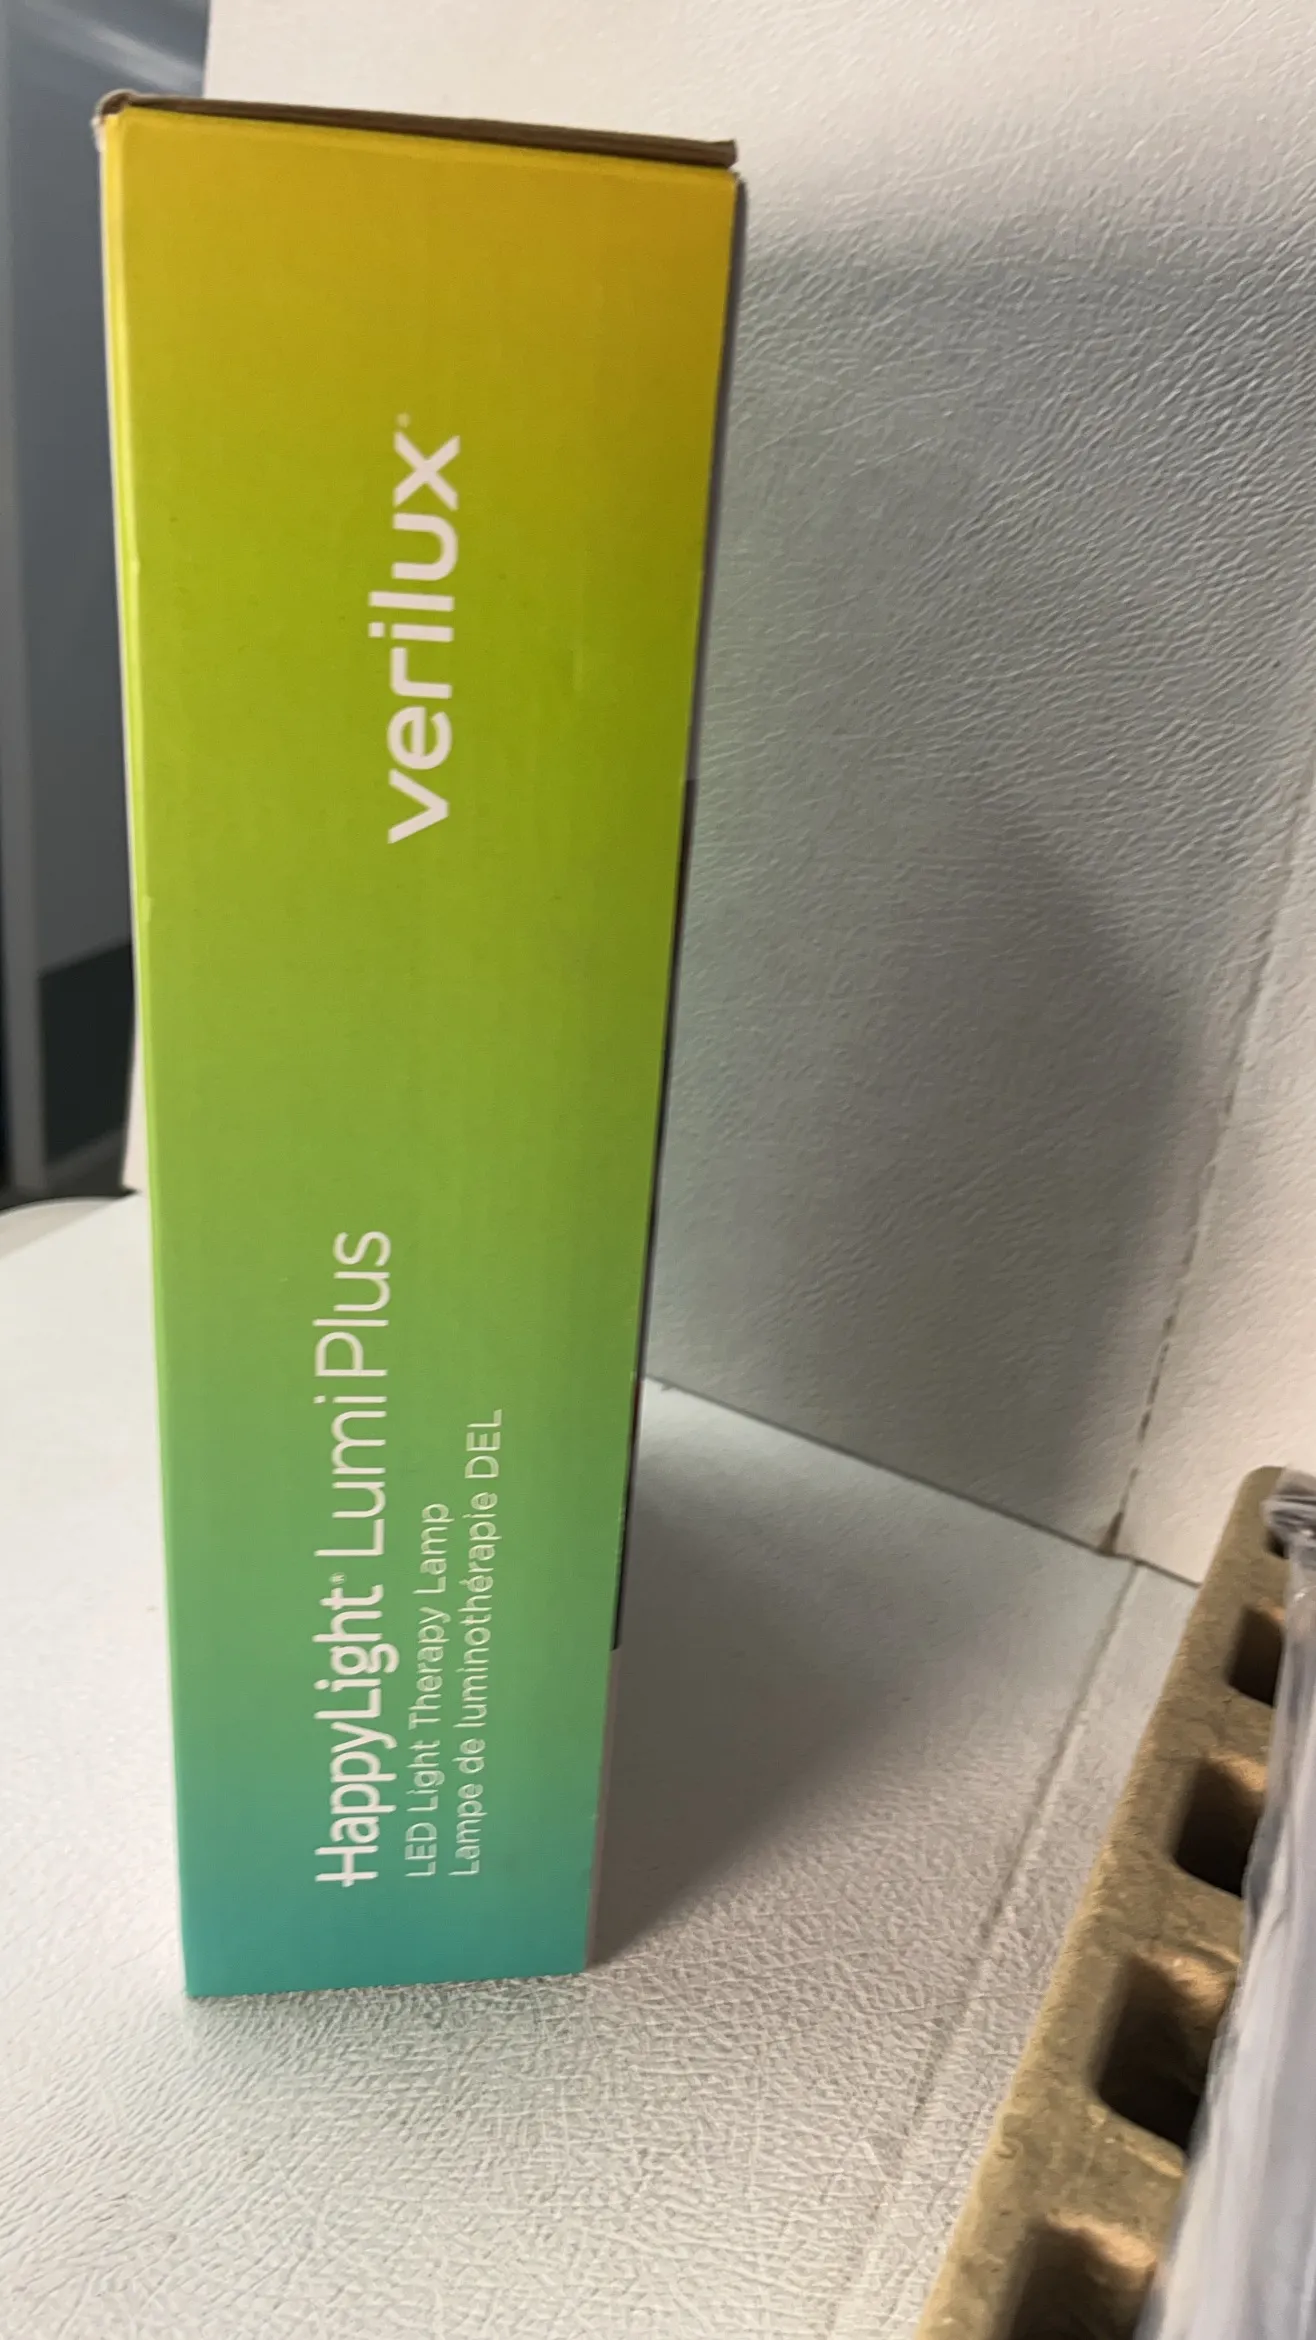 verilux®
HappyLight® Lumi Plus
LED Light Therapy Lamp
Lampe de luminothérapie DEL